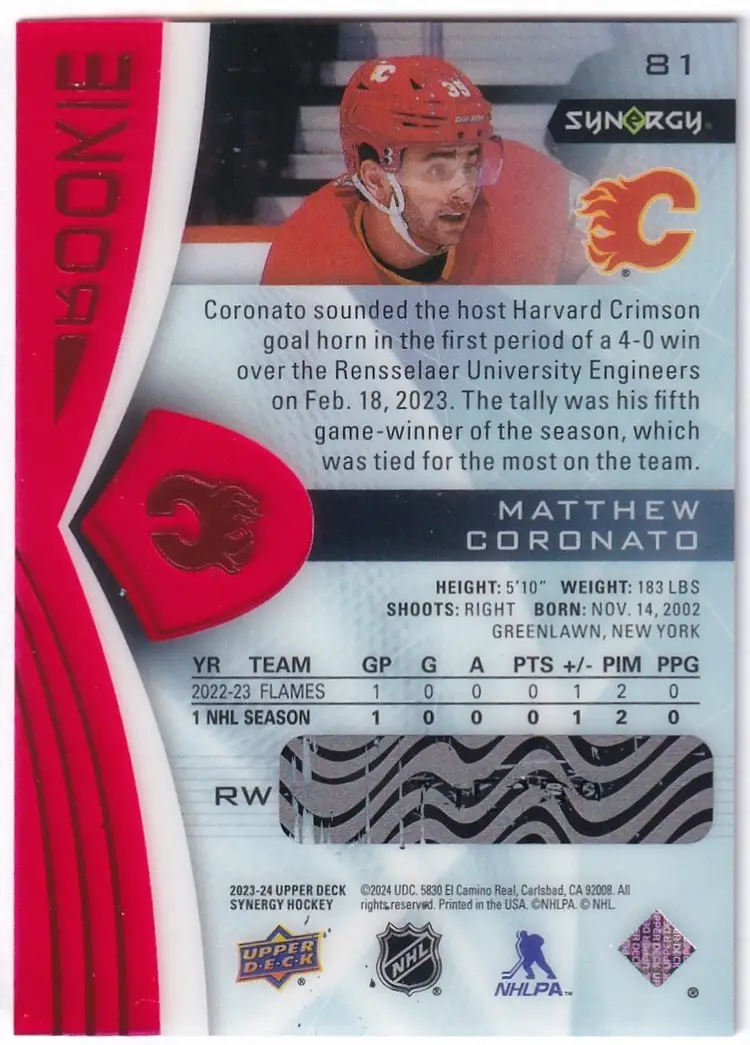 81
SYNERGY
ROOKIE
35
Coronato sounded the host Harvard Crimson
goal horn in the first period of a 4-0 win
over the Rensselaer University Engineers
on Feb. 18, 2023. The tally was his fifth
game-winner of the season, which
was tied for the most on the team.
MATTHEW
CORONATO
HEIGHT: 5'10" WEIGHT: 183 LBS
SHOOTS: RIGHT BORN: NOV. 14, 2002
GREENLAWN, NEW YORK
YR TEAM GP G A PTS +/- PIM PPG
2022-23 FLAMES 1 0 0 0 1 2 0
1 NHL SEASON 1 0 0 0 1 2 0
RW
2023-24 UPPER DECK
SYNERGY HOCKEY
©2024 UDC. 5830 El Camino Real, Carlsbad, CA 92008. All
rights reserved. Printed in the USA. ©NHLPA. © NHL.
UPPER
D·E·C·K
®
NHL
®
NHLPA™
®